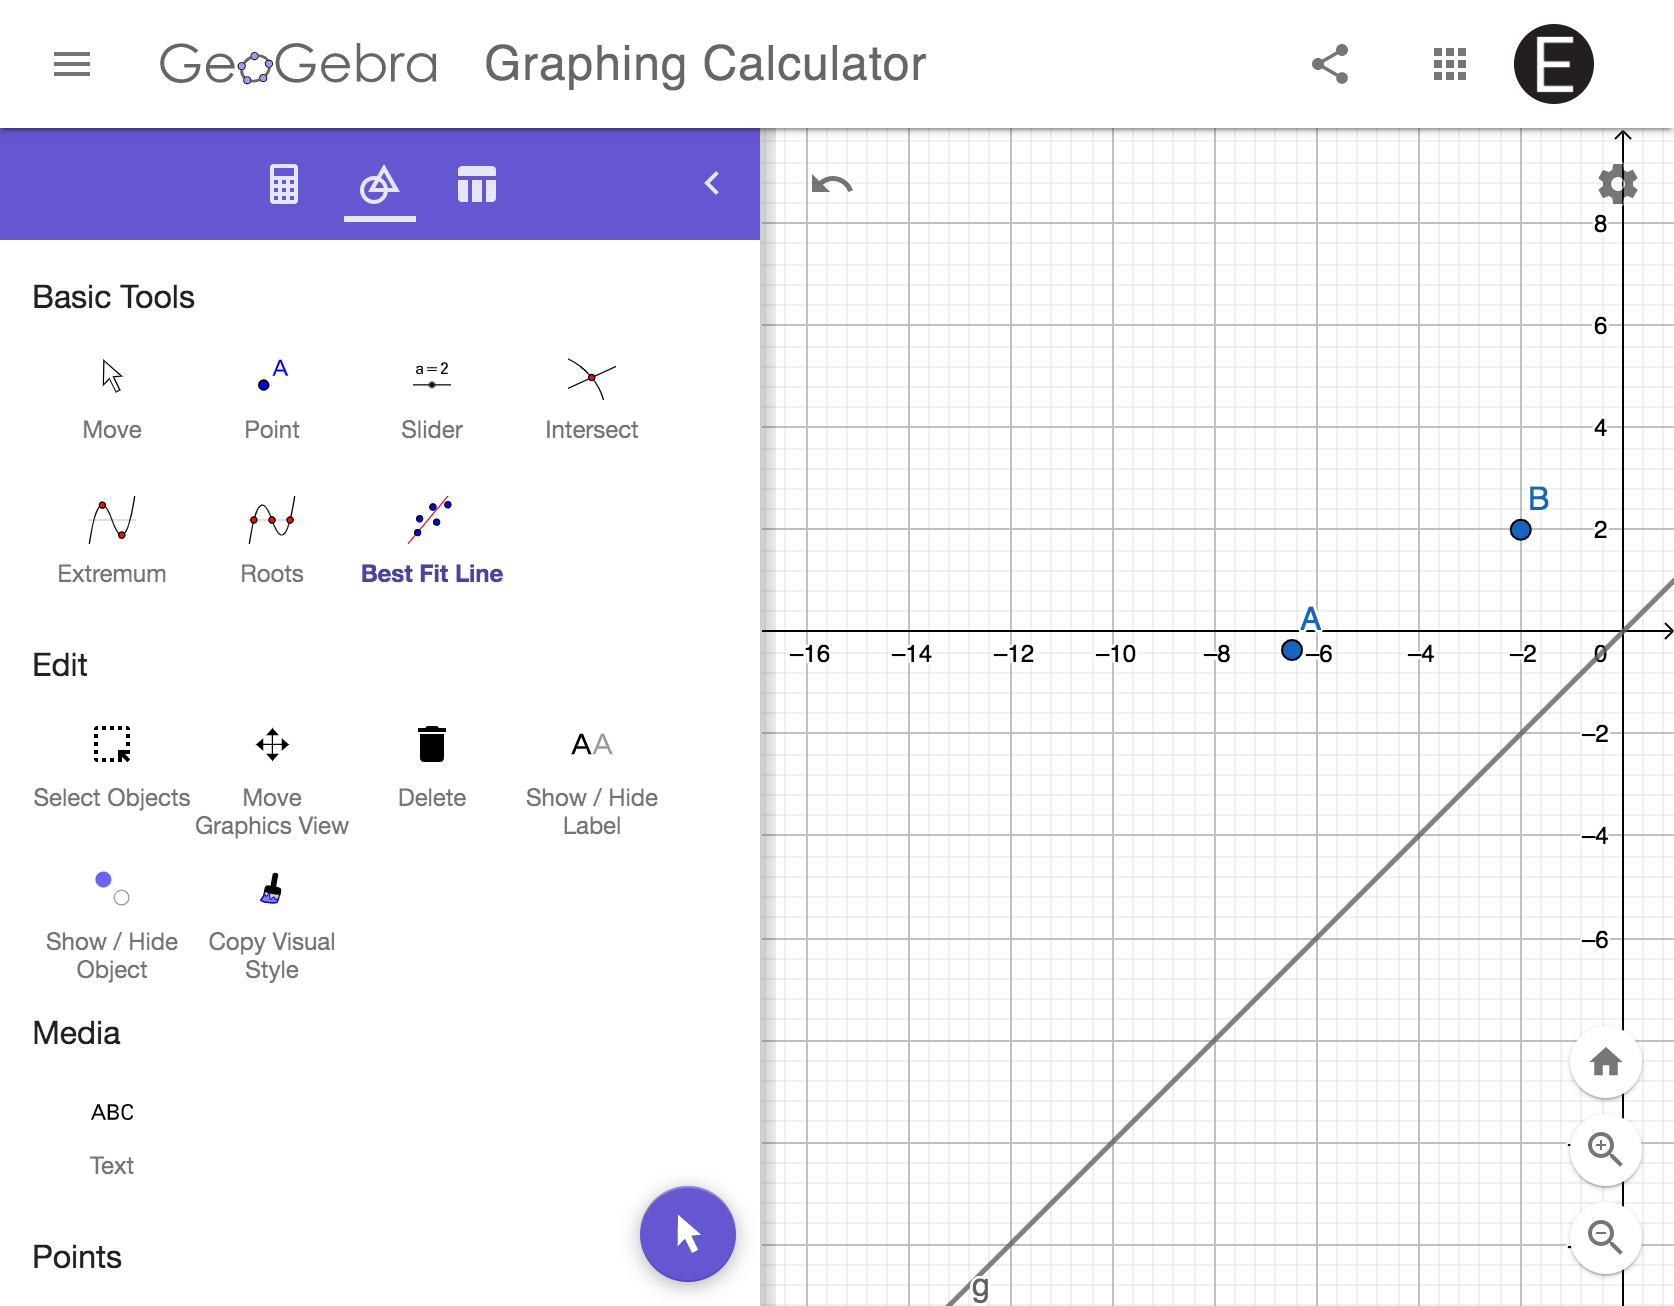 GeoGebra Graphing Calculator E
Basic Tools
A
a=2
Move Point Slider Intersect
Extremum Roots Best Fit Line
Edit
AA
Select Objects Move Graphics View Delete Show / Hide Label
Show / Hide Object Copy Visual Style
Media
ABC
Text
Points
8
6
4
B
2
A
–16 –14 –12 –10 –8 –6 –4 –2 0
–2
–4
–6
g